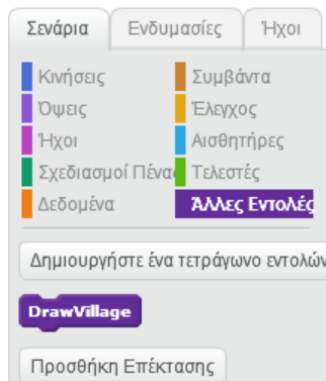 Σενάρια Ενδυμασίες Ήχοι
Κινήσεις Συμβάντα
Όψεις Έλεγχος
Ήχοι Αισθητήρες
Σχεδιασμοί Πένα Τελεστές
Δεδομένα Άλλες Εντολές
Δημιουργήστε ένα τετράγωνο εντολών
DrawVillage
Προσθήκη Επέκτασης